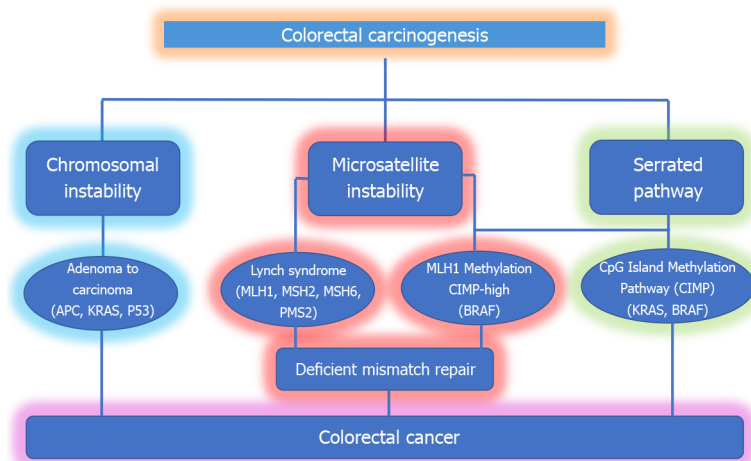 Colorectal carcinogenesis
Chromosomal
instability
Microsatellite
instability
Serrated
pathway
Adenoma to
carcinoma
(APC, KRAS, P53)
Lynch syndrome
(MLH1, MSH2, MSH6,
PMS2)
MLH1 Methylation
CIMP-high
(BRAF)
CpG Island Methylation
Pathway (CIMP)
(KRAS, BRAF)
Deficient mismatch repair
Colorectal cancer